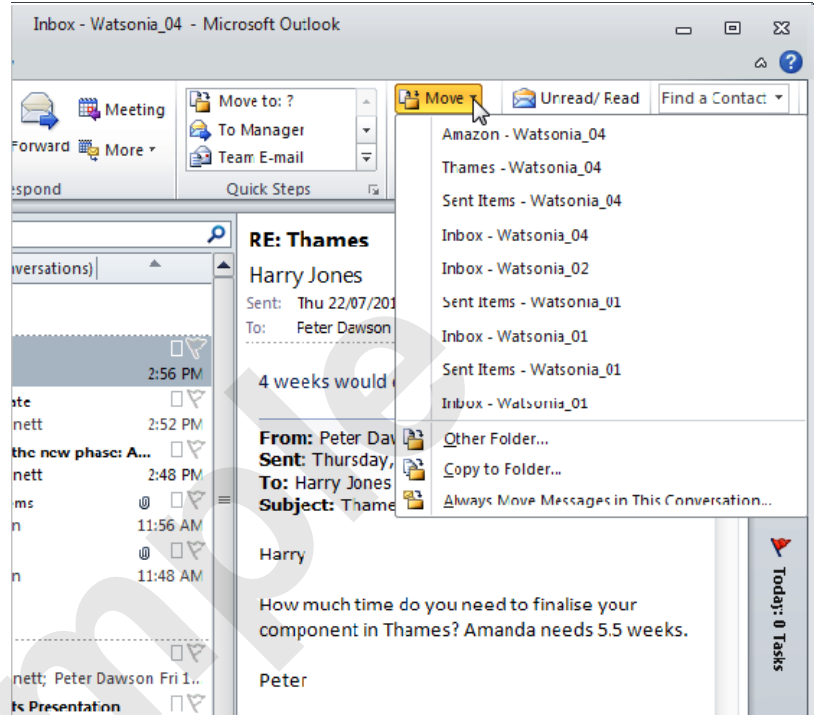 Inbox - Watsonia_04 - Microsoft Outlook
Meeting
Forward
More
Move to: ?
To Manager
Team E-mail
Quick Steps
Move
Unread/ Read
Find a Contact
Amazon - Watsonia_04
Thames - Watsonia_04
Sent Items - Watsonia_04
Inbox - Watsonia_04
Inbox - Watsonia_02
Sent Items - Watsonia_01
Inbox - Watsonia_01
Sent Items - Watsonia_01
Inbox - Watsonia_01
Other Folder...
Copy to Folder...
Always Move Messages in This Conversation...
2:56 PM
nett 2:52 PM
the new phase: A...
nett 2:48 PM
ms
n 11:56 AM
n 11:48 AM
nett; Peter Dawson Fri 1...
ts Presentation
RE: Thames
Harry Jones
Sent: Thu 22/07/201
To: Peter Dawson
4 weeks would
From: Peter Daw
Sent: Thursday,
To: Harry Jones
Subject: Thame
Harry
How much time do you need to finalise your
component in Thames? Amanda needs 5.5 weeks.
Peter
Today: 0 Tasks